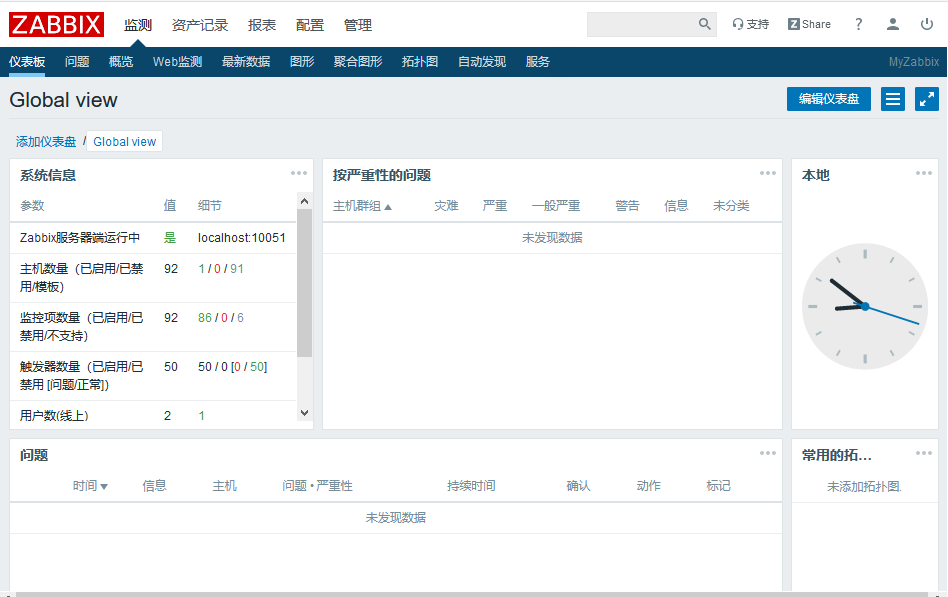 ZABBIX 监测 资产记录 报表 配置 管理 支持 Share ?
仪表板 问题 概览 Web监测 最新数据 图形 聚合图形 拓扑图 自动发现 服务 MyZabbix
Global view 编辑仪表盘
添加仪表盘 / Global view
系统信息
参数 值 细节
Zabbix服务器端运行中 是 localhost:10051
主机数量（已启用/已禁 92 1 / 0 / 91
用/模板）
监控项数量（已启用/已 92 86 / 0 / 6
禁用/不支持）
触发器数量（已启用/已 50 50 / 0 [0 / 50]
禁用 [问题/正常]）
用户数(线上) 2 1
按严重性的问题
主机群组 灾难 严重 一般严重 警告 信息 未分类
未发现数据
本地
问题
时间 信息 主机 问题 • 严重性 持续时间 确认 动作 标记
未发现数据
常用的拓...
未添加拓扑图.